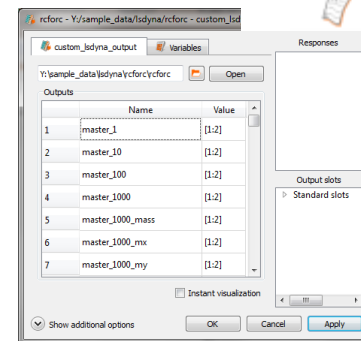 rcforc - Y:/sample_data/lsdyna/rcforc - custom_lsd
custom_lsdyna_output
Variables
Y:\sample_data\lsdyna\rcforc\rcforc
Open
Outputs
Name Value
1 master_1 [1:2]
2 master_10 [1:2]
3 master_100 [1:2]
4 master_1000 [1:2]
5 master_1000_mass [1:2]
6 master_1000_mx [1:2]
7 master_1000_my [1:2]
Instant visualization
Responses
Output slots
Standard slots
Show additional options
OK
Cancel
Apply